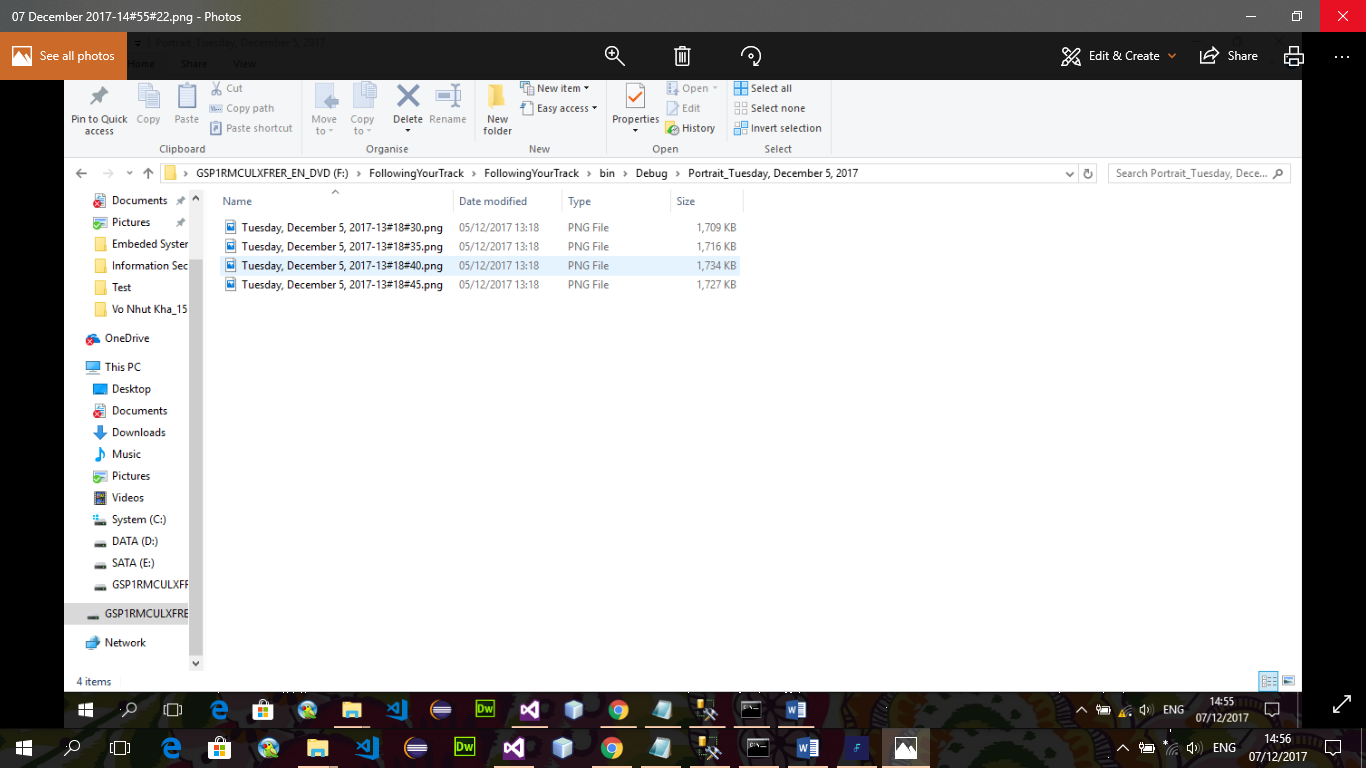 07 December 2017-14#55#22.png - Photos
See all photos
Edit & Create
Share
Portrait_Tuesday, December 5, 2017
Home Share View
Pin to Quick access
Copy
Paste
Cut
Copy path
Paste shortcut
Clipboard
Move to
Copy to
Delete
Rename
Organise
New folder
New item
Easy access
New
Properties
Open
Edit
History
Open
Select all
Select none
Invert selection
Select
GSP1RMCULXFRER_EN_DVD (F:) > FollowingYourTrack > FollowingYourTrack > bin > Debug > Portrait_Tuesday, December 5, 2017
Search Portrait_Tuesday, Dece...
Name Date modified Type Size
Tuesday, December 5, 2017-13#18#30.png 05/12/2017 13:18 PNG File 1,709 KB
Tuesday, December 5, 2017-13#18#35.png 05/12/2017 13:18 PNG File 1,716 KB
Tuesday, December 5, 2017-13#18#40.png 05/12/2017 13:18 PNG File 1,734 KB
Tuesday, December 5, 2017-13#18#45.png 05/12/2017 13:18 PNG File 1,727 KB
Documents
Pictures
Embeded System
Information Sec
Test
Vo Nhut Kha_15
OneDrive
This PC
Desktop
Documents
Downloads
Music
Pictures
Videos
System (C:)
DATA (D:)
SATA (E:)
GSP1RMCULXFR
GSP1RMCULXFRE
Network
4 items
Dw
ENG
14:55
07/12/2017
Dw
F
ENG
14:56
07/12/2017